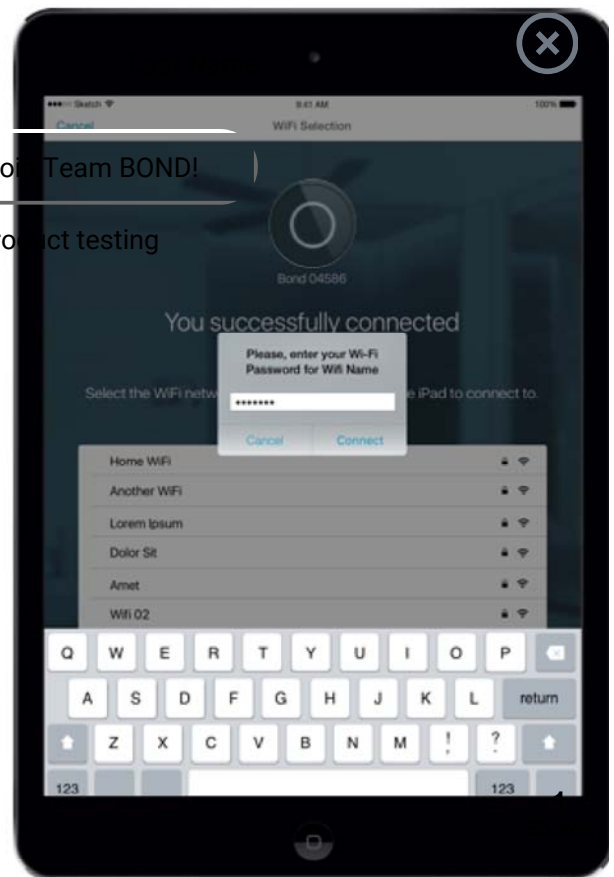 Sketch 9:41 AM 100%
Cancel WiFi Selection
oin Team BOND!
roduct testing
Bond 04586
You successfully connected
Please, enter your Wi-Fi
Password for Wifi Name
Select the WiFi netw e iPad to connect to.
*******
Cancel Connect
Home WiFi
Another WiFi
Lorem Ipsum
Dolor Sit
Amet
Wifi 02
Q W E R T Y U I O P
A S D F G H J K L return
Z X C V B N M ! , ? .
123 123